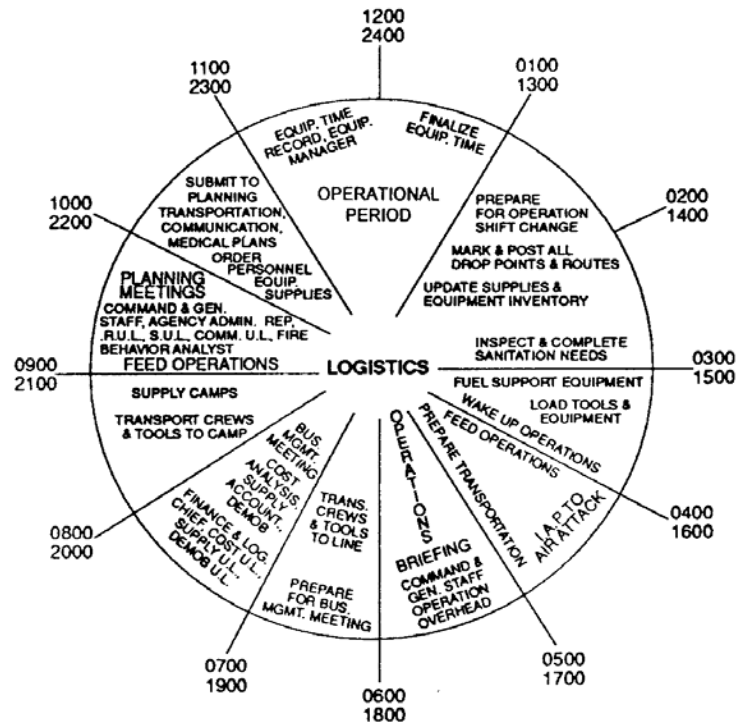 1200
2400
0100
1300
0200
1400
0300
1500
0400
1600
0500
1700
0600
1800
0700
1900
0800
2000
0900
2100
1000
2200
1100
2300
EQUIP. TIME
RECORD, EQUIP.
MANAGER
FINALIZE
EQUIP. TIME
OPERATIONAL
PERIOD
PREPARE
FOR OPERATION
SHIFT CHANGE
MARK & POST ALL
DROP POINTS & ROUTES
UPDATE SUPPLIES &
EQUIPMENT INVENTORY
INSPECT & COMPLETE
SANITATION NEEDS
LOGISTICS
FUEL SUPPORT EQUIPMENT
LOAD TOOLS &
EQUIPMENT
WAKE UP OPERATIONS
FEED OPERATIONS
I.A.P. TO
AIR ATTACK
PREPARE TRANSPORTATION
OPERATIONS
BRIEFING
COMMAND &
GEN. STAFF
OPERATION
OVERHEAD
TRANS.
CREWS
& TOOLS
TO LINE
PREPARE
FOR BUS.
MGMT. MEETING
BUS.
MGMT.
MEETING
COST
ANALYSIS,
SUPPLY
ACCOUNT.,
DEMOB
FINANCE & LOG.
CHIEF, COST U.L.,
SUPPLY U.L.,
DEMOB U.L.
SUPPLY CAMPS
TRANSPORT CREWS
& TOOLS TO CAMP
PLANNING
MEETINGS
COMMAND & GEN.
STAFF, AGENCY ADMIN. REP,
.R.U.L., S.U.L., COMM. U.L., FIRE
BEHAVIOR ANALYST
FEED OPERATIONS
SUBMIT TO
PLANNING
TRANSPORTATION,
COMMUNICATION,
MEDICAL PLANS
ORDER
PERSONNEL
EQUIP.
SUPPLIES